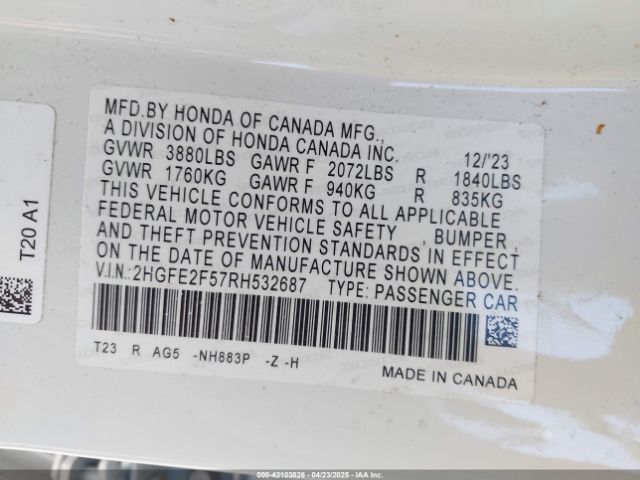 MFD.BY HONDA OF CANADA MFG.,
A DIVISION OF HONDA CANADA INC. 12/'23
GVWR 3880LBS GAWR F 2072LBS R 1840LBS
GVWR 1760KG GAWR F 940KG R 835KG
THIS VEHICLE CONFORMS TO ALL APPLICABLE
FEDERAL MOTOR VEHICLE SAFETY , BUMPER ,
AND THEFT PREVENTION STANDARDS IN EFFECT
ON THE DATE OF MANUFACTURE SHOWN ABOVE.
V.I.N.:2HGFE2F57RH532687 TYPE: PASSENGER CAR
T23 R AG5 -NH883P -Z -H
MADE IN CANADA
T20 A1
000-42103826 - 04/23/2025 - IAA Inc.